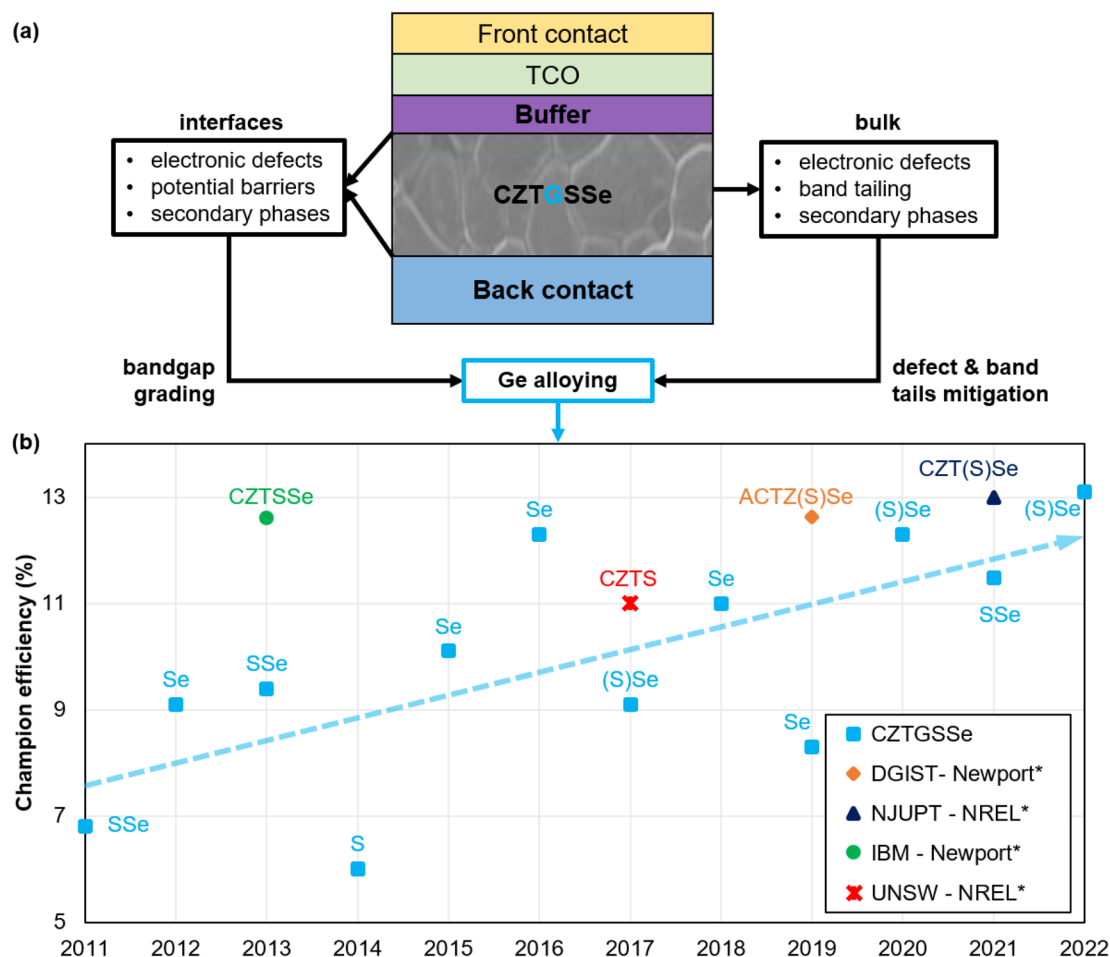 (a)
Front contact
TCO
Buffer
CZTGSSe
Back contact
interfaces
• electronic defects
• potential barriers
• secondary phases
bulk
• electronic defects
• band tailing
• secondary phases
bandgap
grading
Ge alloying
defect & band
tails mitigation
(b)
Champion efficiency (%)
13
11
9
7
5
2011
2012
2013
2014
2015
2016
2017
2018
2019
2020
2021
2022
SSe
Se
CZTSSe
SSe
S
Se
Se
CZTS
(S)Se
Se
ACTZ(S)Se
Se
(S)Se
CZT(S)Se
SSe
(S)Se
CZTGSSe
DGIST- Newport*
NJUPT - NREL*
IBM - Newport*
UNSW - NREL*